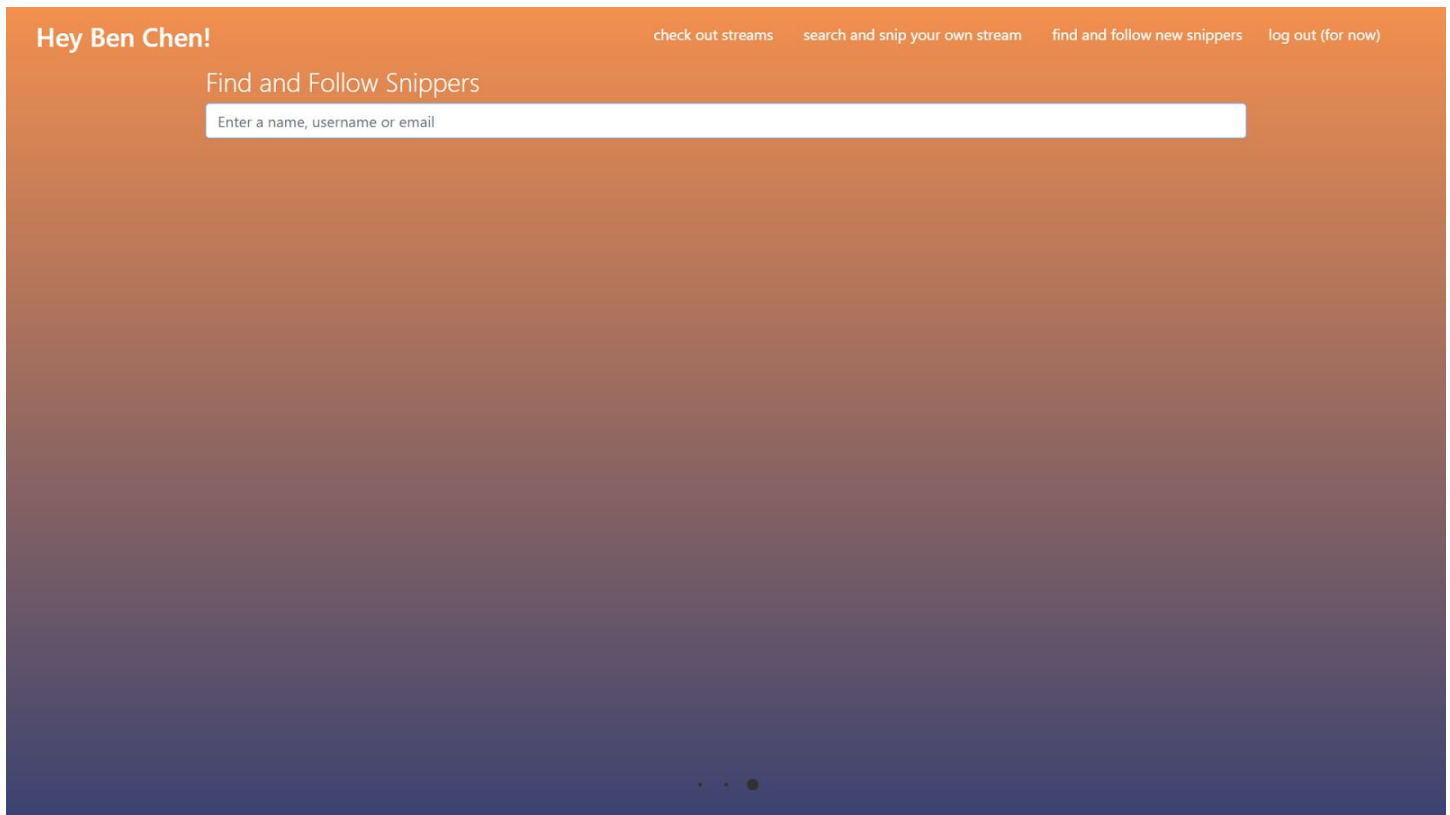 Hey Ben Chen!
check out streams
search and snip your own stream
find and follow new snippers
log out (for now)
Find and Follow Snippers
Enter a name, username or email